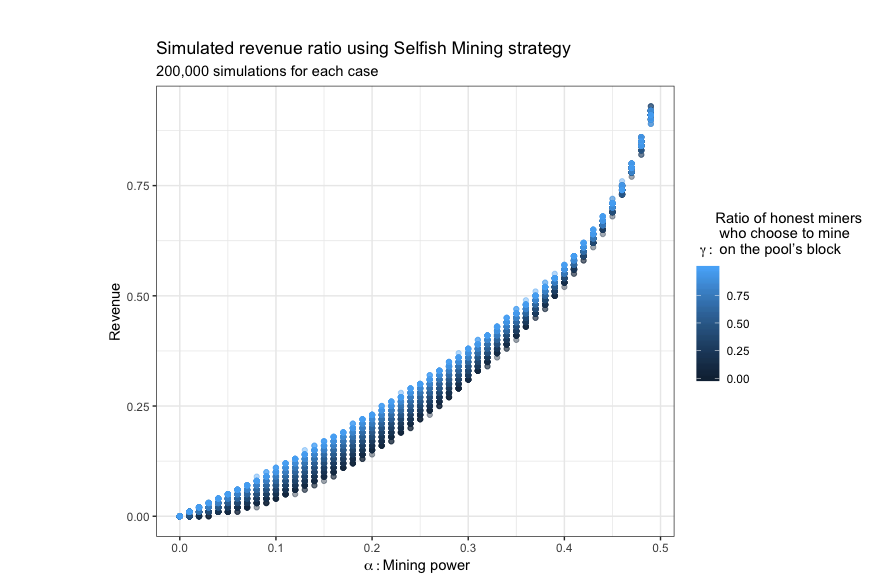 Simulated revenue ratio using Selfish Mining strategy
200,000 simulations for each case
Revenue
0.75
0.50
0.25
0.00
0.0 0.1 0.2 0.3 0.4 0.5
α : Mining power
Ratio of honest miners
who choose to mine
γ : on the pool's block
0.75
0.50
0.25
0.00